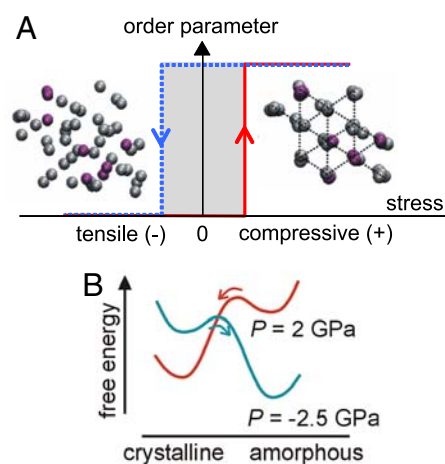 A
order parameter
stress
tensile (-) 0 compressive (+)
B
free energy
P = 2 GPa
P = -2.5 GPa
crystalline amorphous